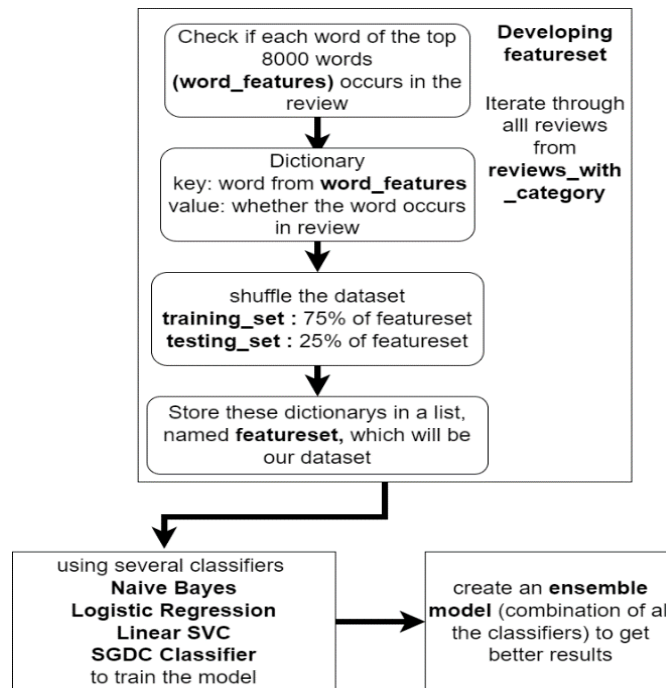 Check if each word of the top
8000 words
(word_features) occurs in the
review
Developing
featureset
Iterate through
alll reviews
from
reviews_with
_category
Dictionary
key: word from word_features
value: whether the word occurs
in review
shuffle the dataset
training_set : 75% of featureset
testing_set : 25% of featureset
Store these dictionarys in a list,
named featureset, which will be
our dataset
using several classifiers
Naive Bayes
Logistic Regression
Linear SVC
SGDC Classifier
to train the model
create an ensemble
model (combination of al
the classifiers) to get
better results